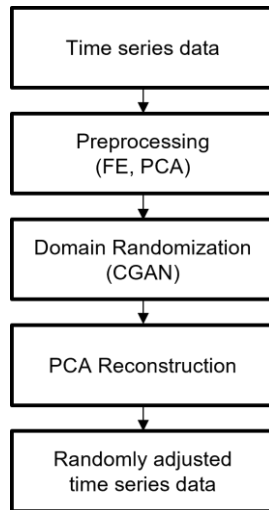 Time series data
Preprocessing
(FE, PCA)
Domain Randomization
(CGAN)
PCA Reconstruction
Randomly adjusted
time series data